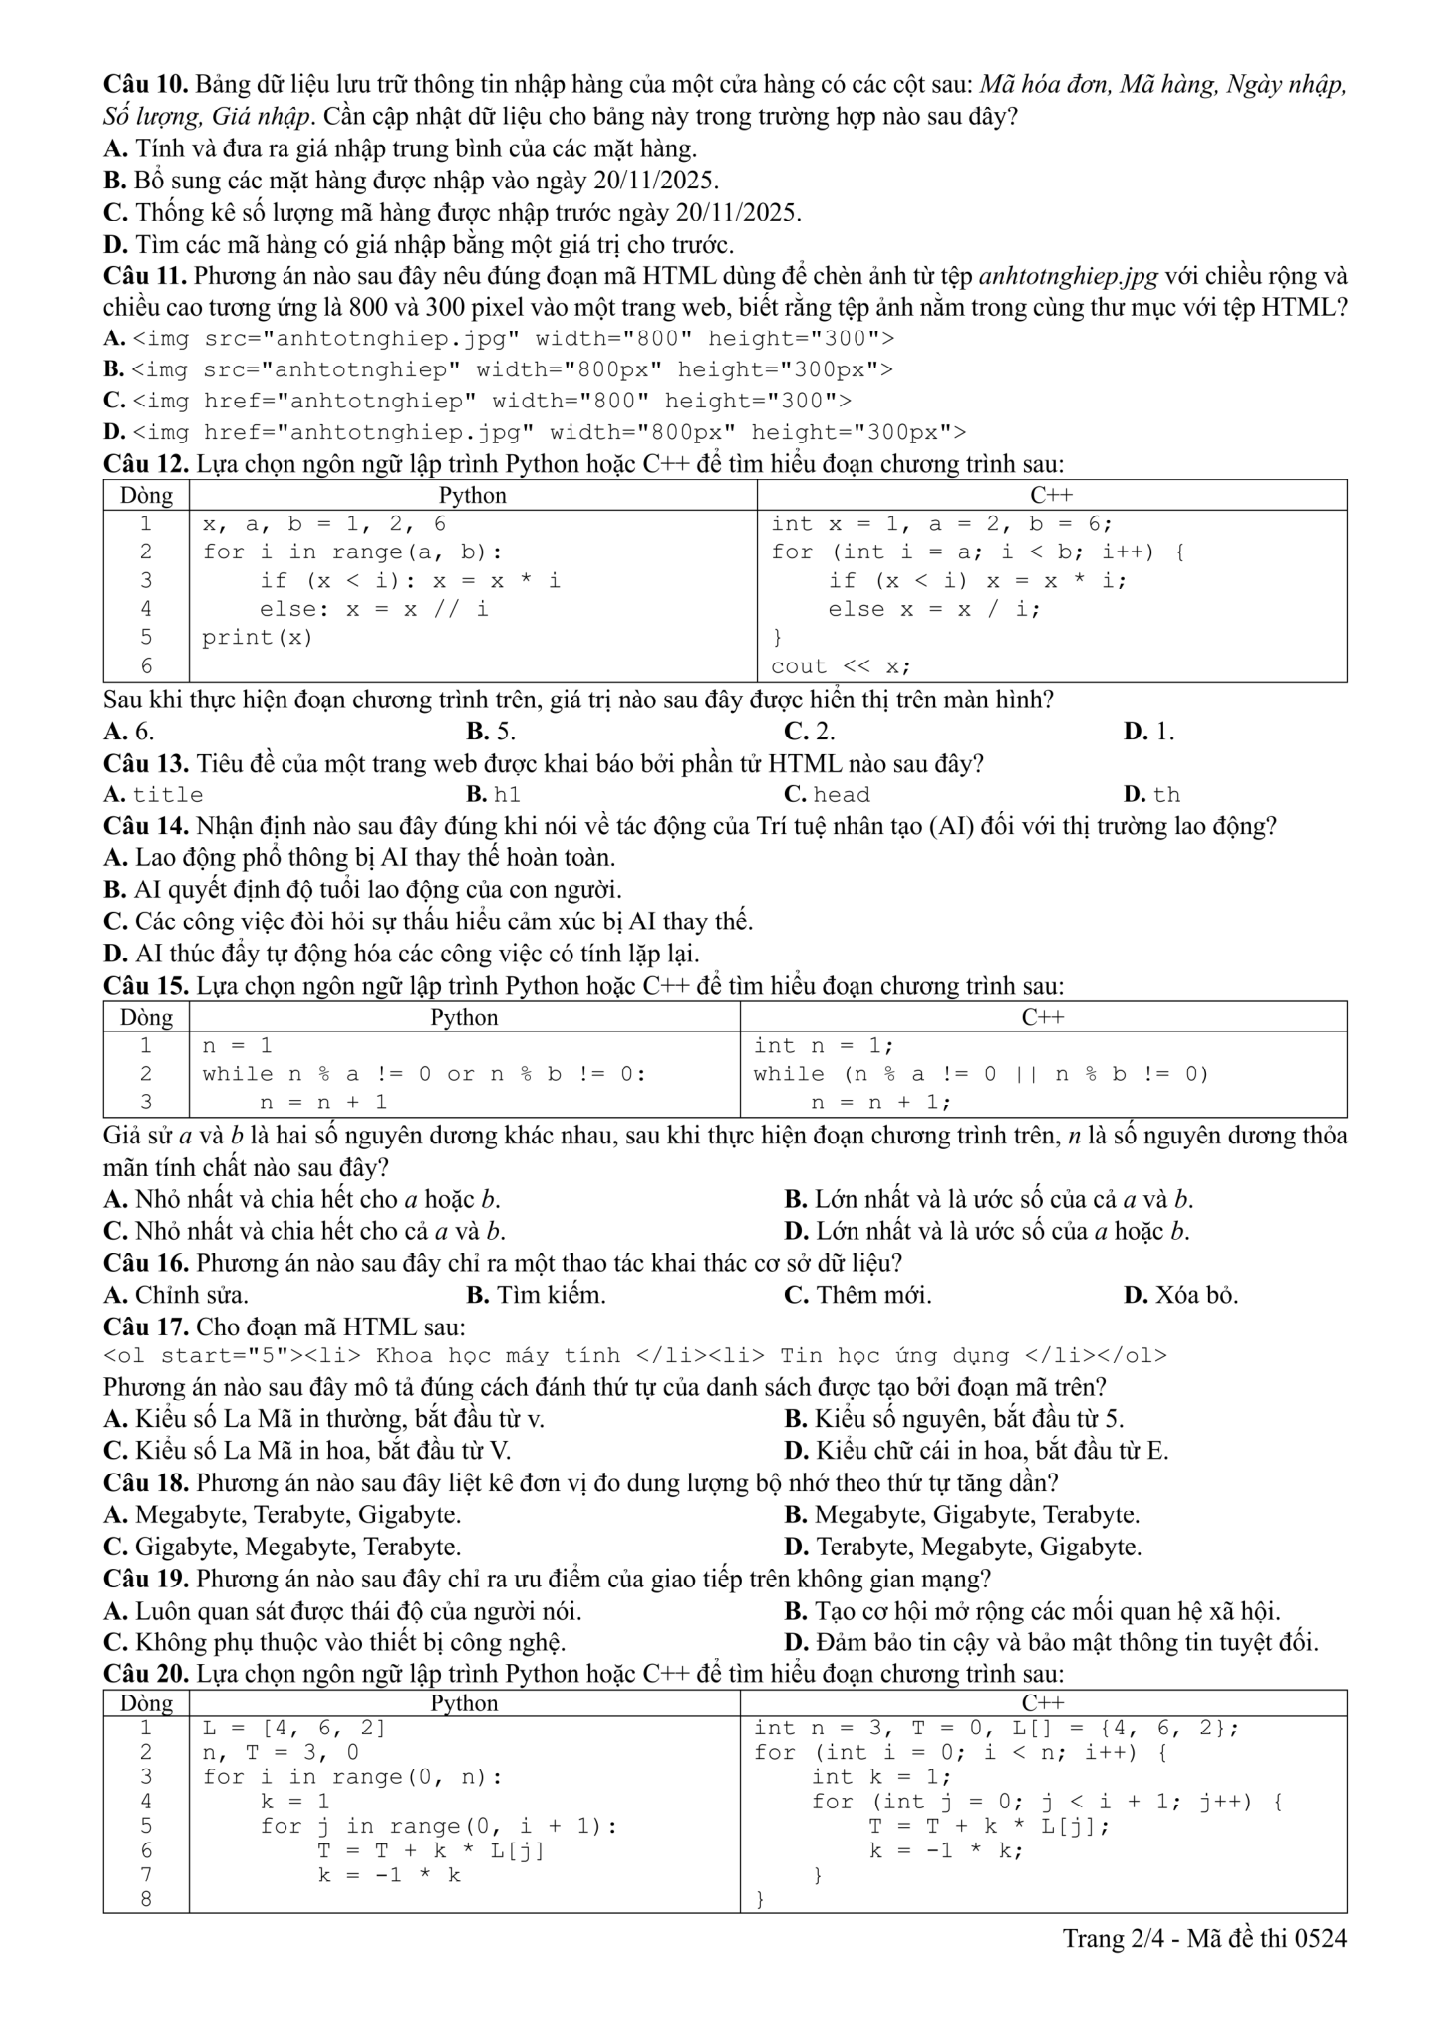 Câu 10. Bảng dữ liệu lưu trữ thông tin nhập hàng của một cửa hàng có các cột sau: Mã hóa đơn, Mã hàng, Ngày nhập,
Số lượng, Giá nhập. Cần cập nhật dữ liệu cho bảng này trong trường hợp nào sau đây?
A. Tính và đưa ra giá nhập trung bình của các mặt hàng.
B. Bổ sung các mặt hàng được nhập vào ngày 20/11/2025.
C. Thống kê số lượng mã hàng được nhập trước ngày 20/11/2025.
D. Tìm các mã hàng có giá nhập bằng một giá trị cho trước.
Câu 11. Phương án nào sau đây nêu đúng đoạn mã HTML dùng để chèn ảnh từ tệp anhtotnghiep.jpg với chiều rộng và
chiều cao tương ứng là 800 và 300 pixel vào một trang web, biết rằng tệp ảnh nằm trong cùng thư mục với tệp HTML?
A. <img src="anhtotnghiep.jpg" width="800" height="300">
B. <img src="anhtotnghiep" width="800px" height="300px">
C. <img href="anhtotnghiep" width="800" height="300">
D. <img href="anhtotnghiep.jpg" width="800px" height="300px">
Câu 12. Lựa chọn ngôn ngữ lập trình Python hoặc C++ để tìm hiểu đoạn chương trình sau:
Dòng Python C++
1 x, a, b = 1, 2, 6 int x = 1, a = 2, b = 6;
2 for i in range(a, b): for (int i = a; i < b; i++) {
3 if (x < i): x = x * i if (x < i) x = x * i;
4 else: x = x // i else x = x / i;
5 print(x) }
6 cout << x;
Sau khi thực hiện đoạn chương trình trên, giá trị nào sau đây được hiển thị trên màn hình?
A. 6. B. 5. C. 2. D. 1.
Câu 13. Tiêu đề của một trang web được khai báo bởi phần tử HTML nào sau đây?
A. title B. h1 C. head D. th
Câu 14. Nhận định nào sau đây đúng khi nói về tác động của Trí tuệ nhân tạo (AI) đối với thị trường lao động?
A. Lao động phổ thông bị AI thay thế hoàn toàn.
B. AI quyết định độ tuổi lao động của con người.
C. Các công việc đòi hỏi sự thấu hiểu cảm xúc bị AI thay thế.
D. AI thúc đẩy tự động hóa các công việc có tính lặp lại.
Câu 15. Lựa chọn ngôn ngữ lập trình Python hoặc C++ để tìm hiểu đoạn chương trình sau:
Dòng Python C++
1 n = 1 int n = 1;
2 while n % a != 0 or n % b != 0: while (n % a != 0 || n % b != 0)
3 n = n + 1 n = n + 1;
Giả sử a và b là hai số nguyên dương khác nhau, sau khi thực hiện đoạn chương trình trên, n là số nguyên dương thỏa
mãn tính chất nào sau đây?
A. Nhỏ nhất và chia hết cho a hoặc b. B. Lớn nhất và là ước số của cả a và b.
C. Nhỏ nhất và chia hết cho cả a và b. D. Lớn nhất và là ước số của a hoặc b.
Câu 16. Phương án nào sau đây chỉ ra một thao tác khai thác cơ sở dữ liệu?
A. Chỉnh sửa. B. Tìm kiếm. C. Thêm mới. D. Xóa bỏ.
Câu 17. Cho đoạn mã HTML sau:
<ol start="5"><li> Khoa học máy tính </li><li> Tin học ứng dụng </li></ol>
Phương án nào sau đây mô tả đúng cách đánh thứ tự của danh sách được tạo bởi đoạn mã trên?
A. Kiểu số La Mã in thường, bắt đầu từ v. B. Kiểu số nguyên, bắt đầu từ 5.
C. Kiểu số La Mã in hoa, bắt đầu từ V. D. Kiểu chữ cái in hoa, bắt đầu từ E.
Câu 18. Phương án nào sau đây liệt kê đơn vị đo dung lượng bộ nhớ theo thứ tự tăng dần?
A. Megabyte, Terabyte, Gigabyte. B. Megabyte, Gigabyte, Terabyte.
C. Gigabyte, Megabyte, Terabyte. D. Terabyte, Megabyte, Gigabyte.
Câu 19. Phương án nào sau đây chỉ ra ưu điểm của giao tiếp trên không gian mạng?
A. Luôn quan sát được thái độ của người nói. B. Tạo cơ hội mở rộng các mối quan hệ xã hội.
C. Không phụ thuộc vào thiết bị công nghệ. D. Đảm bảo tin cậy và bảo mật thông tin tuyệt đối.
Câu 20. Lựa chọn ngôn ngữ lập trình Python hoặc C++ để tìm hiểu đoạn chương trình sau:
Dòng Python C++
1 L = [4, 6, 2] int n = 3, T = 0, L[] = {4, 6, 2};
2 n, T = 3, 0 for (int i = 0; i < n; i++) {
3 for i in range(0, n): int k = 1;
4 k = 1 for (int j = 0; j < i + 1; j++) {
5 for j in range(0, i + 1): T = T + k * L[j];
6 T = T + k * L[j] k = -1 * k;
7 k = -1 * k }
8 }
Trang 2/4 - Mã đề thi 0524